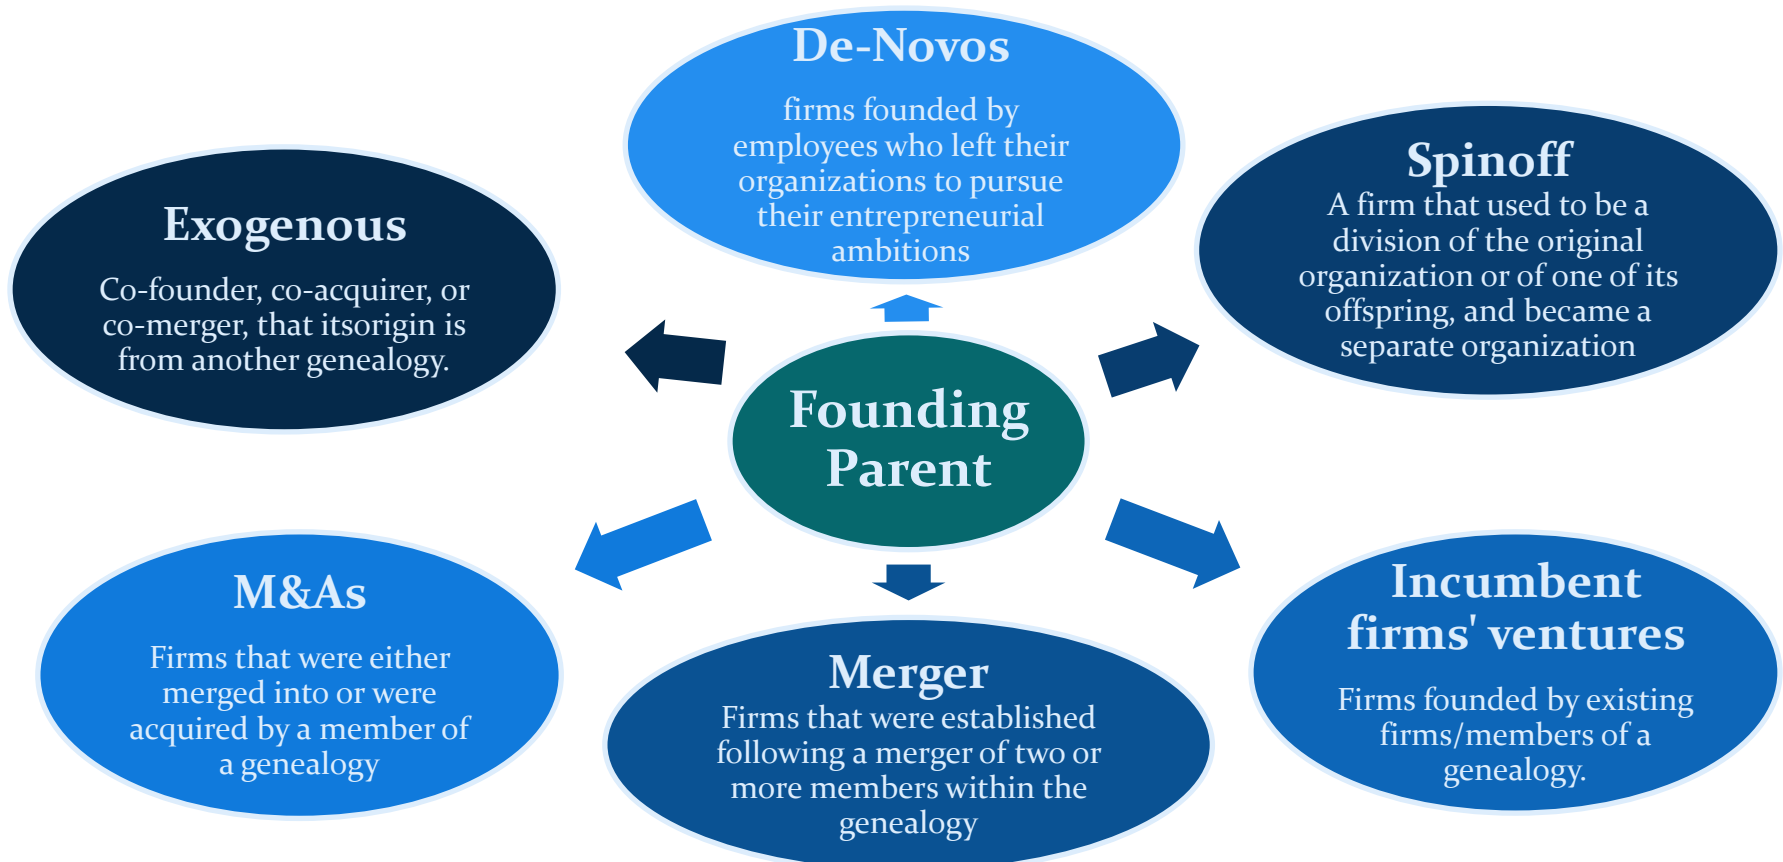 De-Novos
firms founded by
employees who left their
organizations to pursue
their entrepreneurial
ambitions
Spinoff
A firm that used to be a
division of the original
organization or of one of its
offspring, and became a
separate organization
Exogenous
Co-founder, co-acquirer, or
co-merger, that itsorigin is
from another genealogy.
Founding
Parent
M&As
Firms that were either
merged into or were
acquired by a member of
a genealogy
Merger
Firms that were established
following a merger of two or
more members within the
genealogy
Incumbent
firms' ventures
Firms founded by existing
firms/members of a
genealogy.